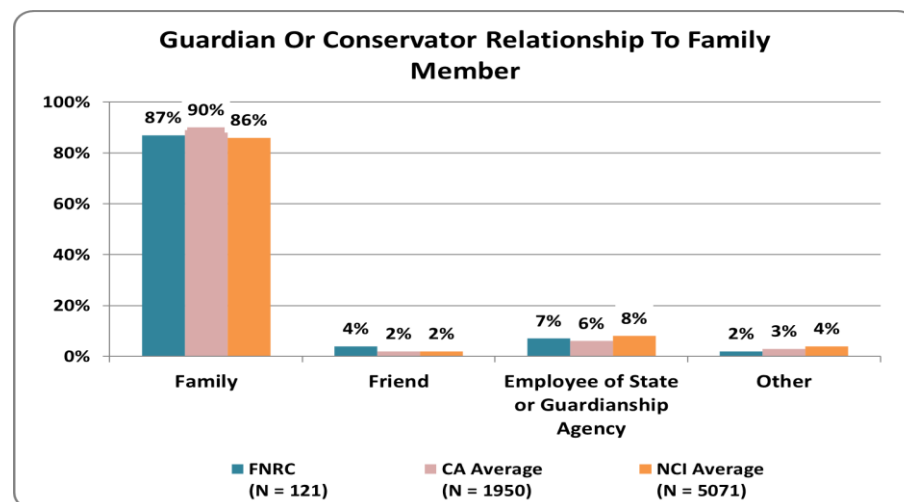 Guardian Or Conservator Relationship To Family
Member
100%
80%
60%
40%
20%
0%
87%
90%
86%
4%
2%
2%
7%
6%
8%
2%
3%
4%
Family
Friend
Employee of State
or Guardianship
Agency
Other
FNRC
(N = 121)
CA Average
(N = 1950)
NCI Average
(N = 5071)